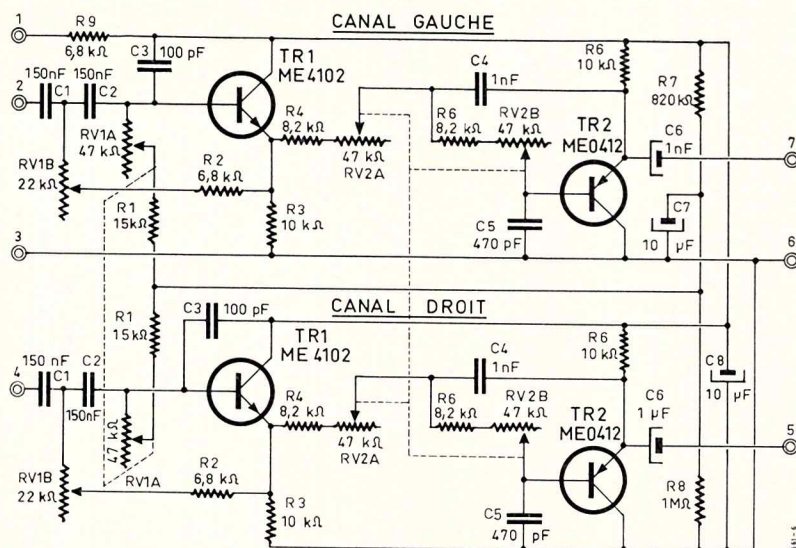 CANAL GAUCHE
1
R9
6,8 kΩ
C3
100 pF
TR1
ME4102
150nF
150nF
C1
C2
2
RV1A
47 kΩ
RV1B
22 kΩ
R2
6,8 kΩ
R1
15kΩ
R3
10 kΩ
R4
8,2 kΩ
47 kΩ
RV2A
C4
1nF
R6
8,2 kΩ
RV2B
47 kΩ
R6
10 kΩ
TR2
ME0412
C5
470 pF
R7
820kΩ
C6
1nF
7
C7
10 µF
3
6
CANAL DROIT
R1
15kΩ
C3
100 pF
TR1
ME4102
150 nF
C1
C2
150nF
4
47 kΩ
RV1A
RV1B
22 kΩ
R2
6,8 kΩ
R3
10 kΩ
R4
8,2 kΩ
47 kΩ
RV2A
C4
1nF
R6
8,2 kΩ
RV2B
47 kΩ
R6
10 kΩ
TR2
ME0412
C5
470 pF
C6
1 µF
5
C8
10 µF
R8
1MΩ